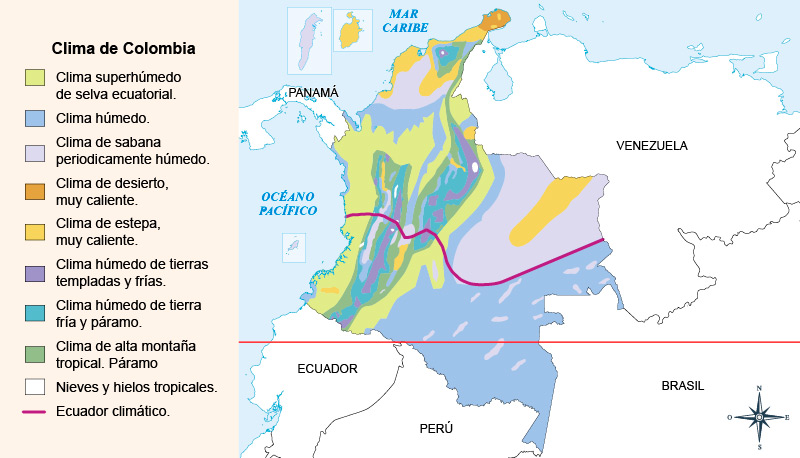 Clima de Colombia
Clima superhúmedo
de selva ecuatorial.
Clima húmedo.
Clima de sabana
periodicamente húmedo.
Clima de desierto,
muy caliente.
Clima de estepa,
muy caliente.
Clima húmedo de tierras
templadas y frías.
Clima húmedo de tierra
fría y páramo.
Clima de alta montaña
tropical. Páramo
Nieves y hielos tropicales.
Ecuador climático.
MAR
CARIBE
PANAMÁ
VENEZUELA
OCÉANO
PACÍFICO
ECUADOR
PERÚ
BRASIL
N
O
E
S